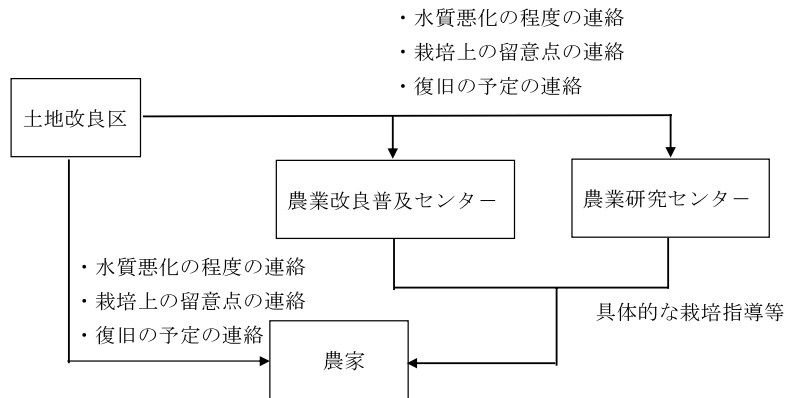 ・水質悪化の程度の連絡
・栽培上の留意点の連絡
・復旧の予定の連絡
土地改良区
農業改良普及センター
農業研究センター
・水質悪化の程度の連絡
・栽培上の留意点の連絡
・復旧の予定の連絡
具体的な栽培指導等
農家